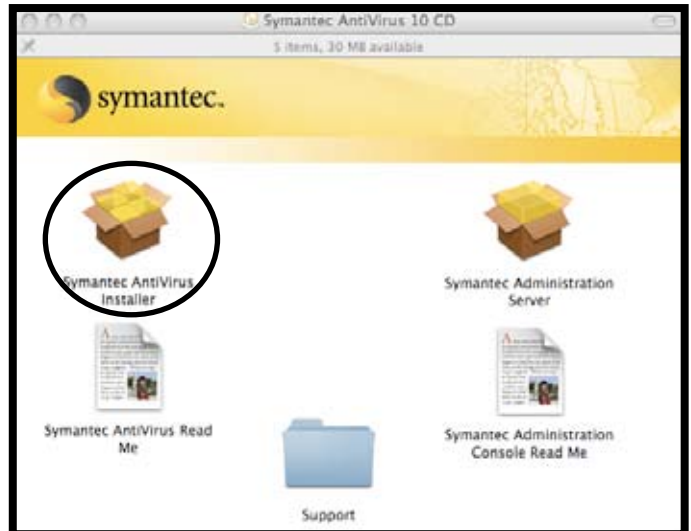 Symantec AntiVirus 10 CD
5 items, 30 MB available
symantec.
Symantec AntiVirus
Installer
Symantec Administration
Server
Symantec AntiVirus Read
Me
Symantec Administration
Console Read Me
Support